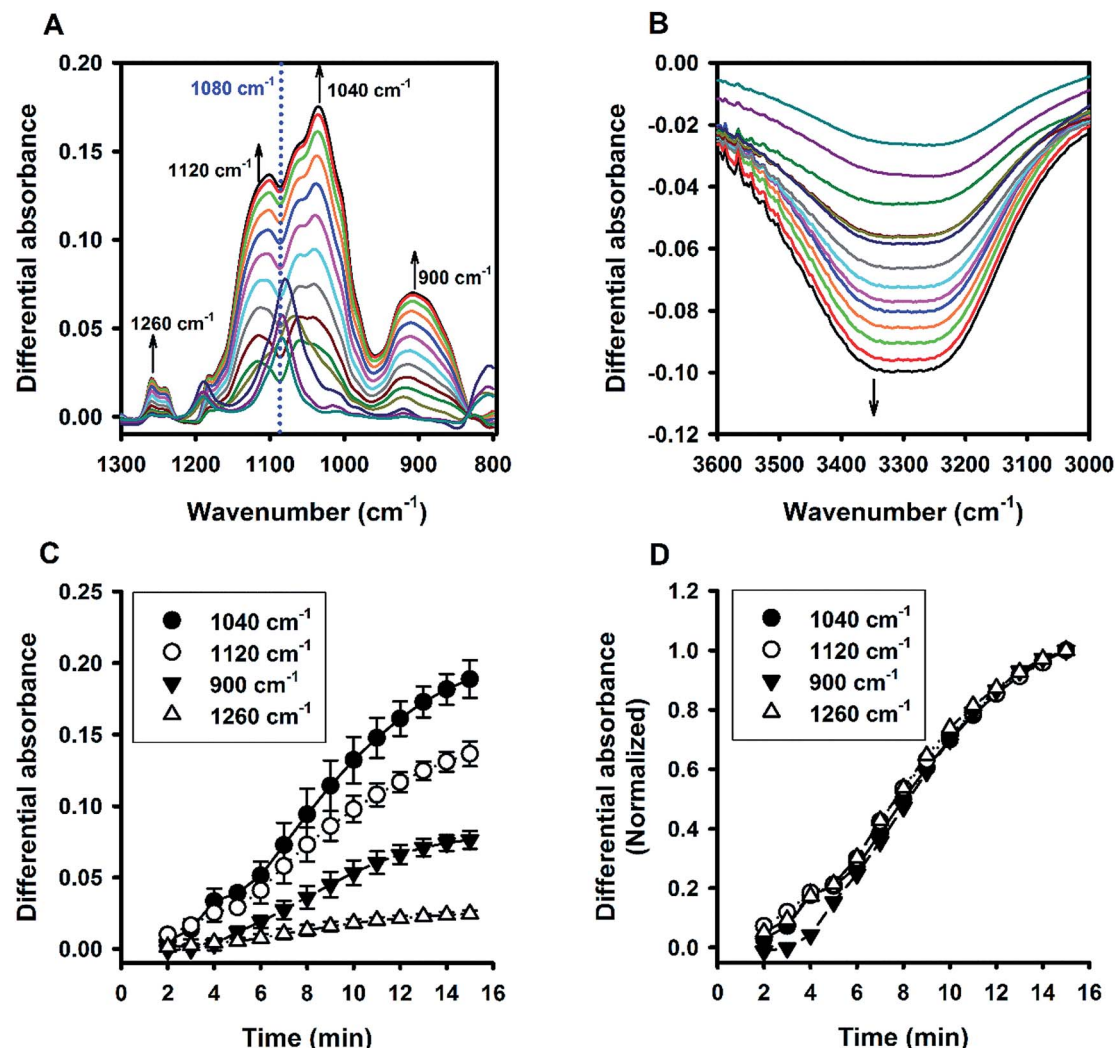 A
Differential absorbance
0.20
0.15
0.10
0.05
0.00
1080 cm-1
1040 cm-1
1120 cm-1
900 cm-1
1260 cm-1
1300 1200 1100 1000 900 800
Wavenumber (cm-1)
B
Differential absorbance
0.00
-0.02
-0.04
-0.06
-0.08
-0.10
-0.12
3600 3500 3400 3300 3200 3100 3000
Wavenumber (cm-1)
C
Differential absorbance
0.25
0.20
0.15
0.10
0.05
0.00
1040 cm-1
1120 cm-1
900 cm-1
1260 cm-1
0 2 4 6 8 10 12 14 16
Time (min)
D
Differential absorbance
(Normalized)
1.2
1.0
0.8
0.6
0.4
0.2
0.0
1040 cm-1
1120 cm-1
900 cm-1
1260 cm-1
0 2 4 6 8 10 12 14 16
Time (min)